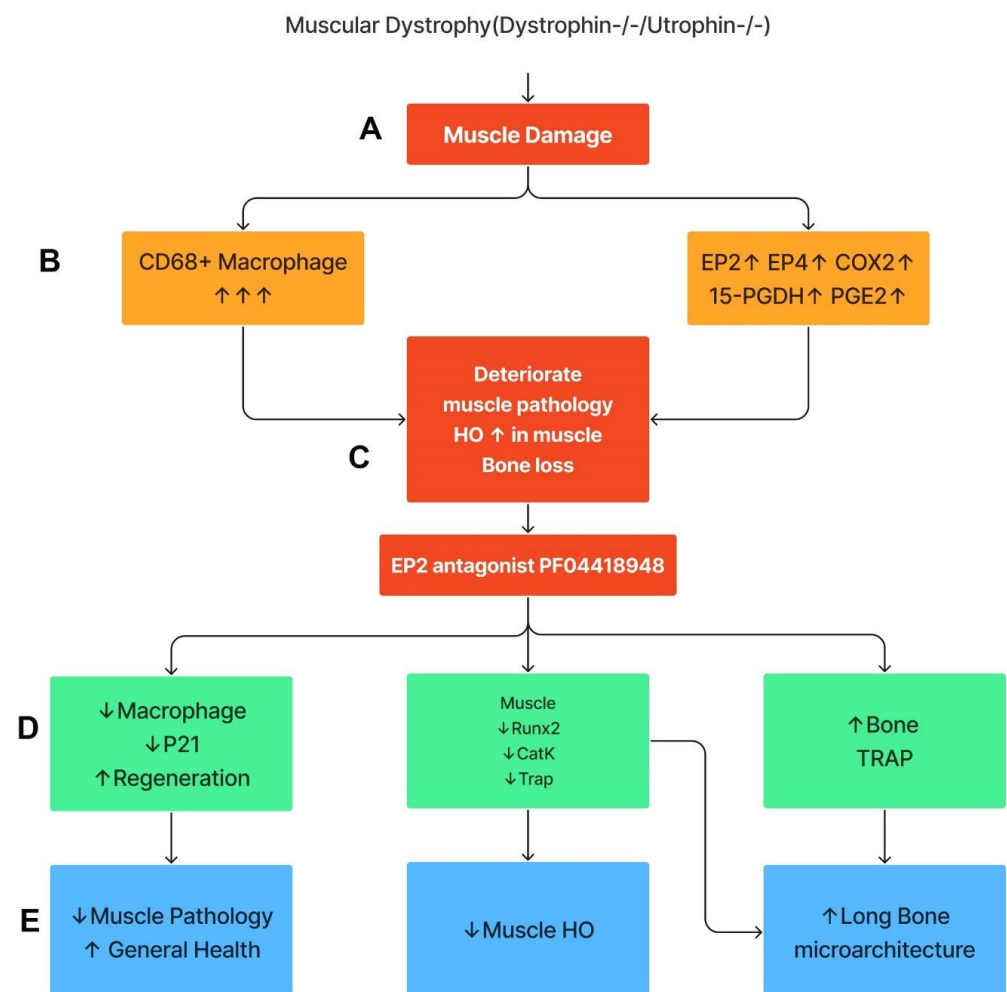 Muscular Dystrophy(Dystrophin-/-/Utrophin-/-)
A
Muscle Damage
B
CD68+ Macrophage
↑↑↑
EP2↑ EP4↑ COX2↑
15-PGDH↑ PGE2↑
C
Deteriorate
muscle pathology
HO ↑ in muscle
Bone loss
EP2 antagonist PF04418948
D
↓Macrophage
↓P21
↑Regeneration
Muscle
↓Runx2
↓CatK
↓Trap
↑Bone
TRAP
E
↓Muscle Pathology
↑ General Health
↓Muscle HO
↑Long Bone
microarchitecture